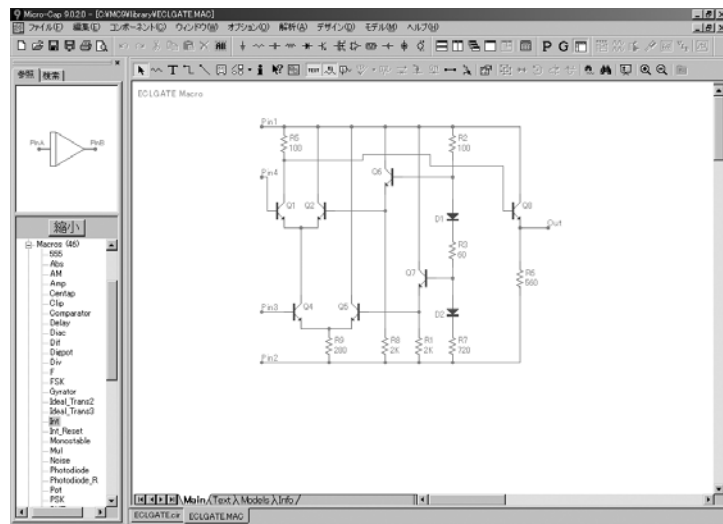 Micro-Cap 9.0.2.0 - [C:¥MC9¥library¥ECLGATE.MAC]
ファイル(F) 編集(E) コンポーネント(C) ウィンドウ(W) オプション(O) 解析(A) デザイン(D) モデル(M) ヘルプ(H)
P G
参照 検索
T TEXT
ECLGATE Macro
Pin1
R5
100
R2
100
PinA
PinB
Pin4
Q6
Q1
Q2
Q8
D1
Out
縮小
R3
60
Macros (46)
555
Abs
AM
Amp
Centap
Clip
Comparator
Delay
Diac
Dif
Digpot
Div
F
FSK
Gyrator
Ideal_Trans2
Ideal_Trans3
Int
Int_Reset
Monostable
Mul
Noise
Photodiode
Photodiode_R
Pot
PSK
Q7
R6
560
Pin3
Q4
Q5
D2
R9
280
R8
2K
R1
2K
R7
720
Pin2
Main Text Models Info
ECLGATE.cir ECLGATE.MAC